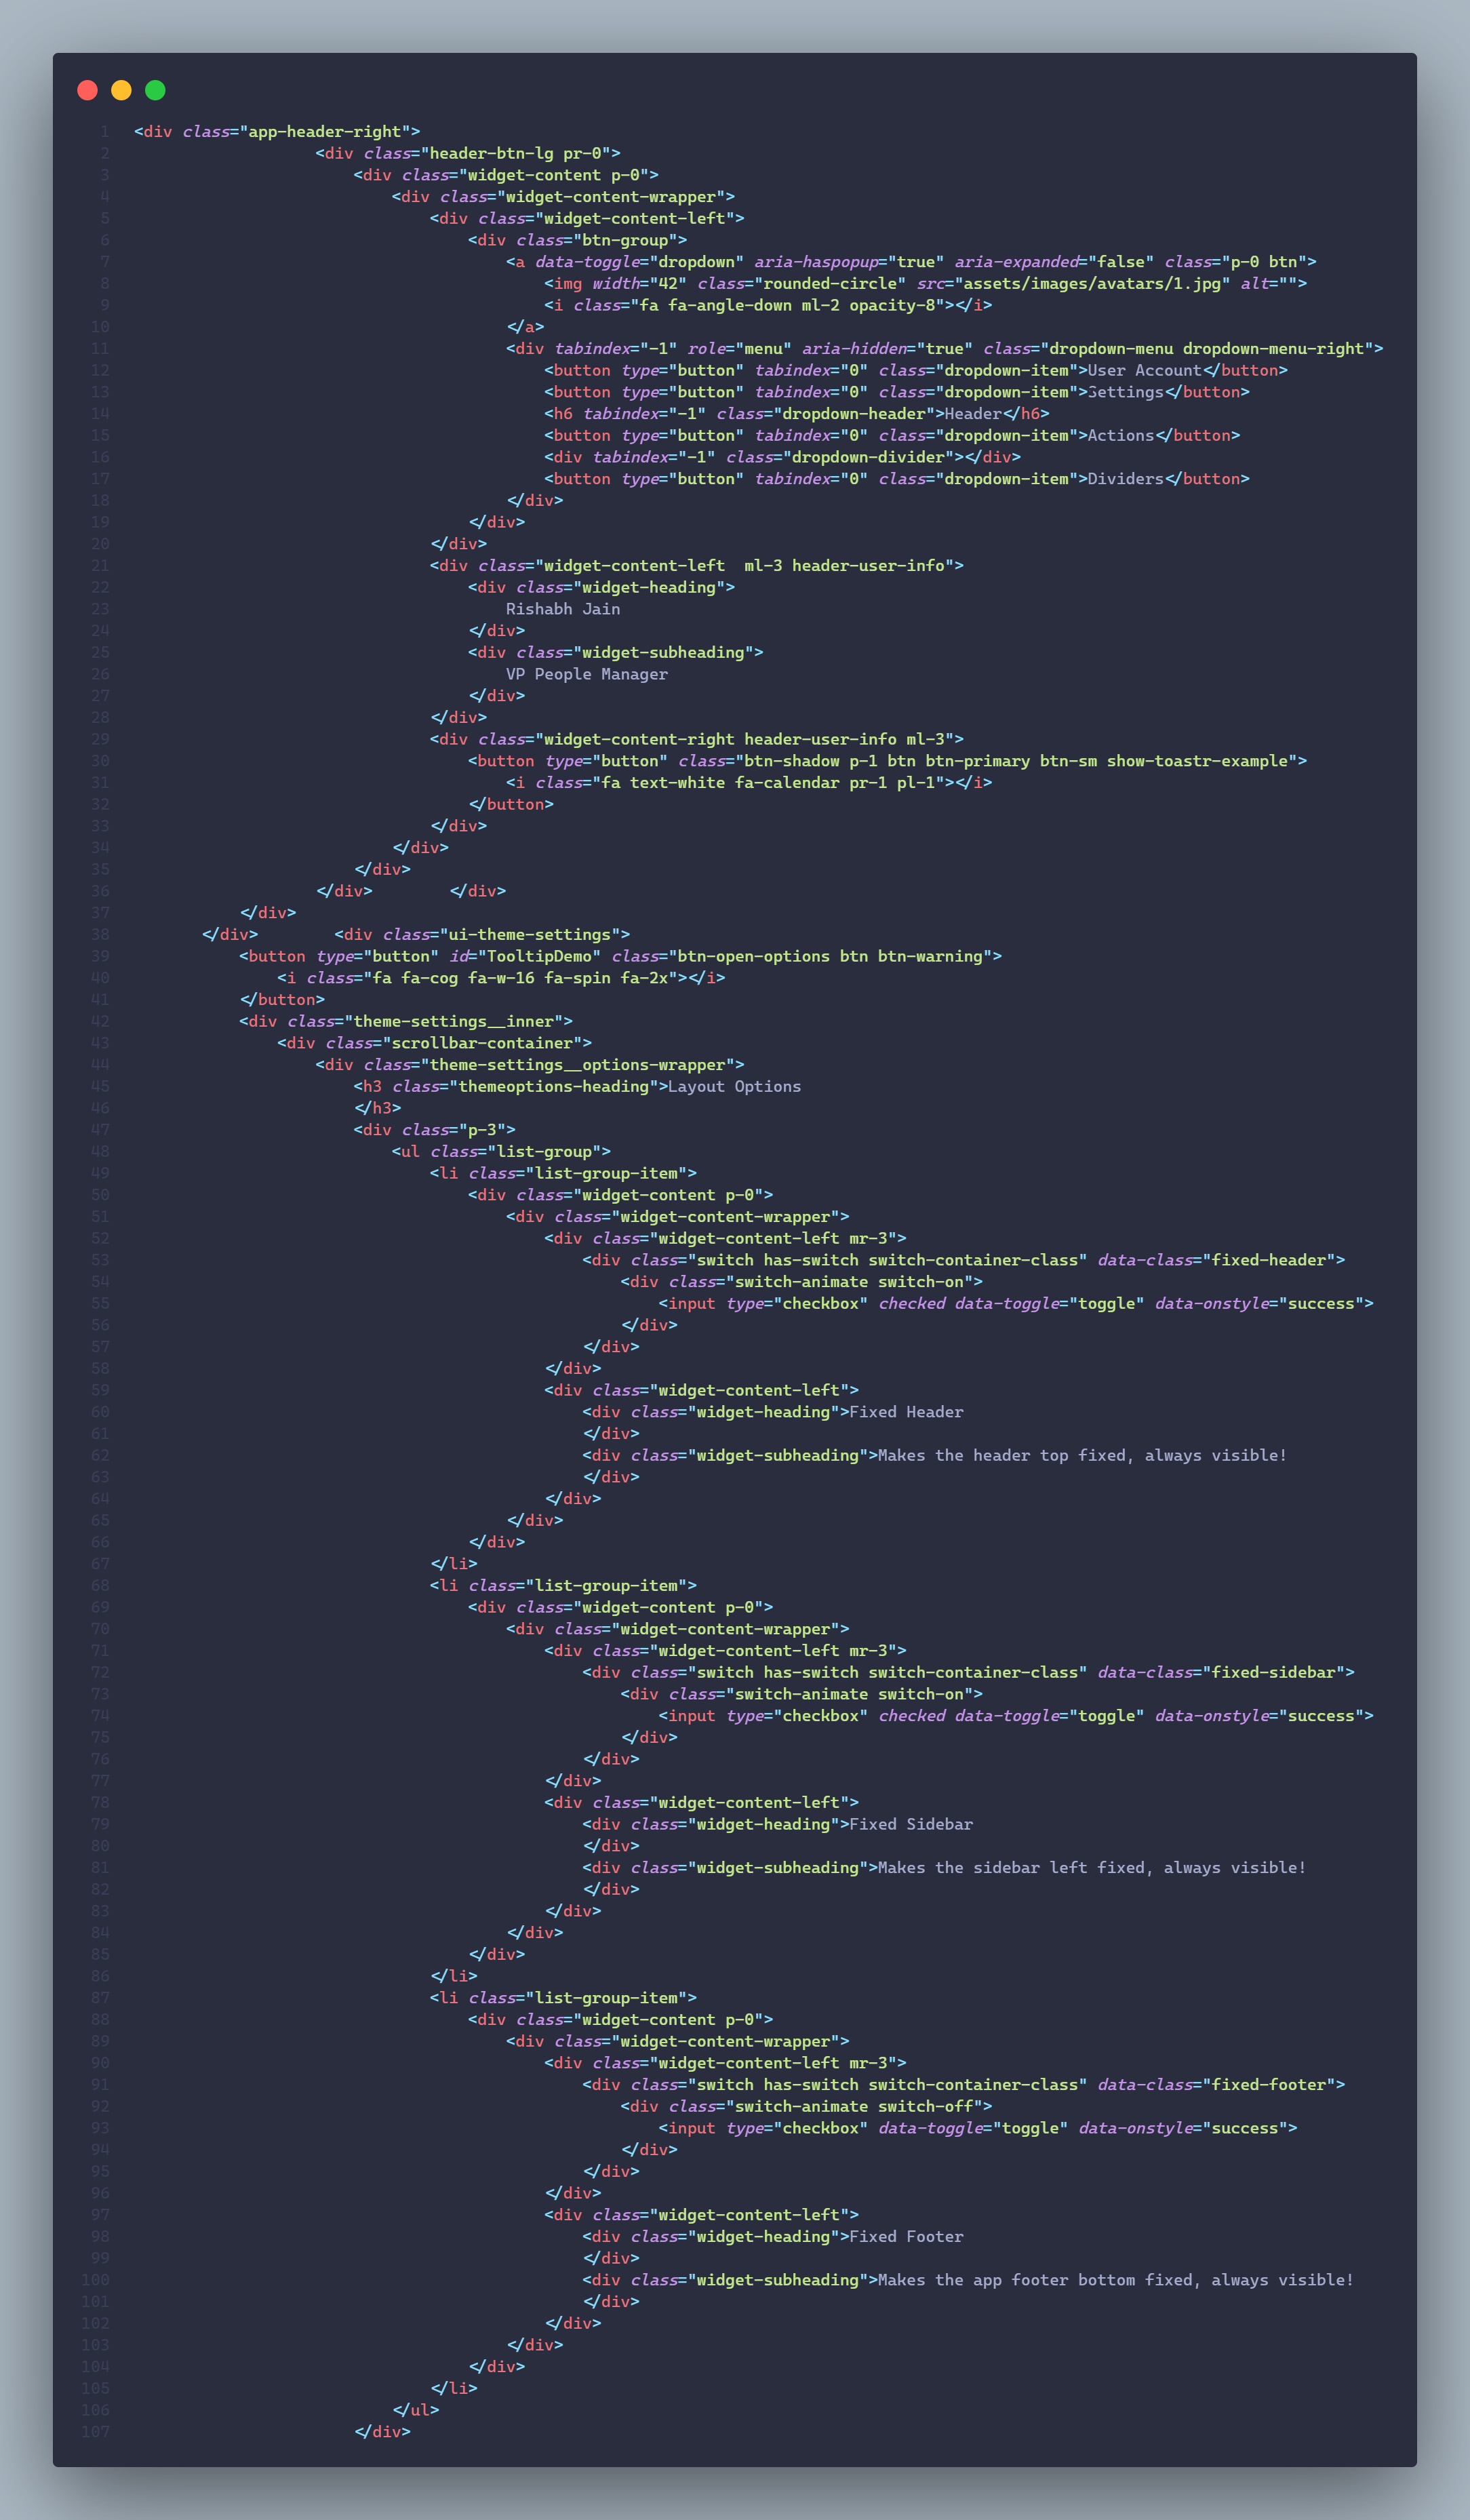 1 <div class="app-header-right">
2 <div class="header-btn-lg pr-0">
3 <div class="widget-content p-0">
4 <div class="widget-content-wrapper">
5 <div class="widget-content-left">
6 <div class="btn-group">
7 <a data-toggle="dropdown" aria-haspopup="true" aria-expanded="false" class="p-0 btn">
8 <img width="42" class="rounded-circle" src="assets/images/avatars/1.jpg" alt="">
9 <i class="fa fa-angle-down ml-2 opacity-8"></i>
10 </a>
11 <div tabindex="-1" role="menu" aria-hidden="true" class="dropdown-menu dropdown-menu-right">
12 <button type="button" tabindex="0" class="dropdown-item">User Account</button>
13 <button type="button" tabindex="0" class="dropdown-item">Settings</button>
14 <h6 tabindex="-1" class="dropdown-header">Header</h6>
15 <button type="button" tabindex="0" class="dropdown-item">Actions</button>
16 <div tabindex="-1" class="dropdown-divider"></div>
17 <button type="button" tabindex="0" class="dropdown-item">Dividers</button>
18 </div>
19 </div>
20 </div>
21 <div class="widget-content-left  ml-3 header-user-info">
22 <div class="widget-heading">
23 Rishabh Jain
24 </div>
25 <div class="widget-subheading">
26 VP People Manager
27 </div>
28 </div>
29 <div class="widget-content-right header-user-info ml-3">
30 <button type="button" class="btn-shadow p-1 btn btn-primary btn-sm show-toastr-example">
31 <i class="fa text-white fa-calendar pr-1 pl-1"></i>
32 </button>
33 </div>
34 </div>
35 </div>
36 </div>        </div>
37 </div>
38 </div>        <div class="ui-theme-settings">
39 <button type="button" id="TooltipDemo" class="btn-open-options btn btn-warning">
40 <i class="fa fa-cog fa-w-16 fa-spin fa-2x"></i>
41 </button>
42 <div class="theme-settings__inner">
43 <div class="scrollbar-container">
44 <div class="theme-settings__options-wrapper">
45 <h3 class="themeoptions-heading">Layout Options
46 </h3>
47 <div class="p-3">
48 <ul class="list-group">
49 <li class="list-group-item">
50 <div class="widget-content p-0">
51 <div class="widget-content-wrapper">
52 <div class="widget-content-left mr-3">
53 <div class="switch has-switch switch-container-class" data-class="fixed-header">
54 <div class="switch-animate switch-on">
55 <input type="checkbox" checked data-toggle="toggle" data-onstyle="success">
56 </div>
57 </div>
58 </div>
59 <div class="widget-content-left">
60 <div class="widget-heading">Fixed Header
61 </div>
62 <div class="widget-subheading">Makes the header top fixed, always visible!
63 </div>
64 </div>
65 </div>
66 </div>
67 </li>
68 <li class="list-group-item">
69 <div class="widget-content p-0">
70 <div class="widget-content-wrapper">
71 <div class="widget-content-left mr-3">
72 <div class="switch has-switch switch-container-class" data-class="fixed-sidebar">
73 <div class="switch-animate switch-on">
74 <input type="checkbox" checked data-toggle="toggle" data-onstyle="success">
75 </div>
76 </div>
77 </div>
78 <div class="widget-content-left">
79 <div class="widget-heading">Fixed Sidebar
80 </div>
81 <div class="widget-subheading">Makes the sidebar left fixed, always visible!
82 </div>
83 </div>
84 </div>
85 </div>
86 </li>
87 <li class="list-group-item">
88 <div class="widget-content p-0">
89 <div class="widget-content-wrapper">
90 <div class="widget-content-left mr-3">
91 <div class="switch has-switch switch-container-class" data-class="fixed-footer">
92 <div class="switch-animate switch-off">
93 <input type="checkbox" data-toggle="toggle" data-onstyle="success">
94 </div>
95 </div>
96 </div>
97 <div class="widget-content-left">
98 <div class="widget-heading">Fixed Footer
99 </div>
100 <div class="widget-subheading">Makes the app footer bottom fixed, always visible!
101 </div>
102 </div>
103 </div>
104 </div>
105 </li>
106 </ul>
107 </div>